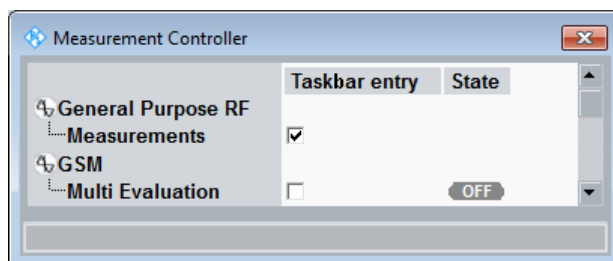 Measurement Controller
Taskbar entry State
General Purpose RF
Measurements
GSM
Multi Evaluation OFF